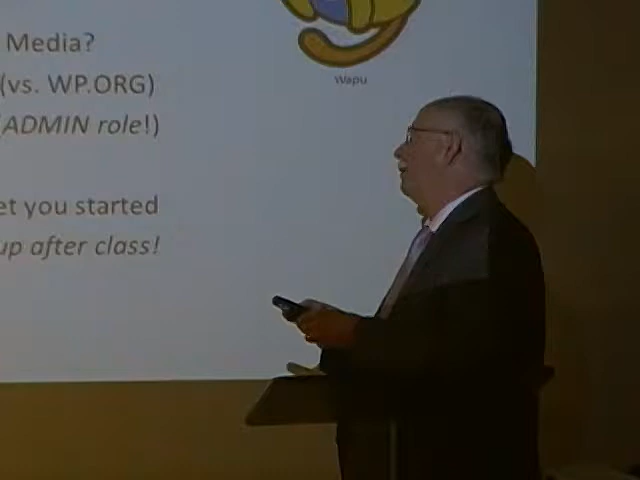 Media?
(vs. WP.ORG)
(ADMIN role!)
Wapu
et you started
up after class!